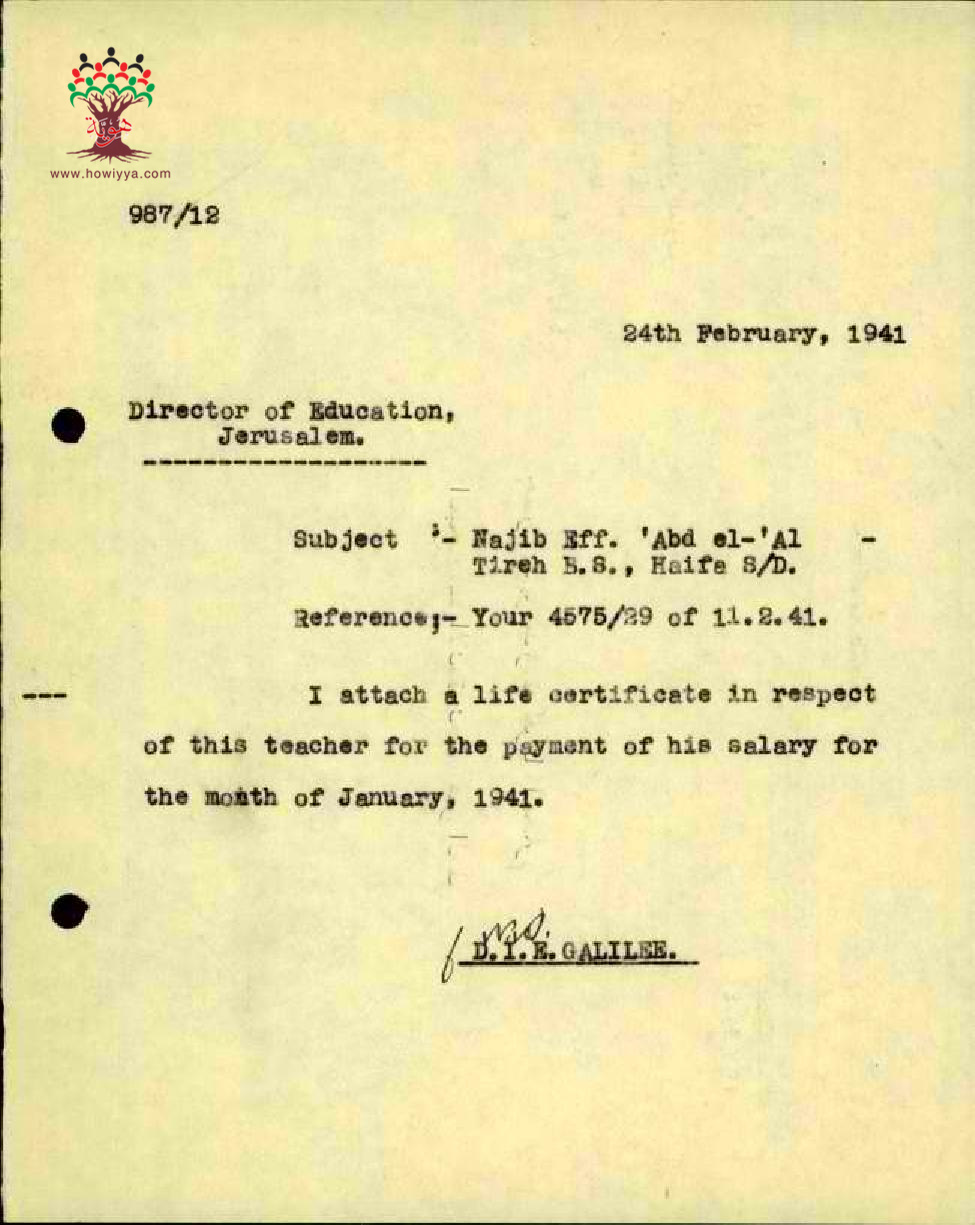 هوية
www.howiyya.com
987/12
24th February, 1941
Director of Education,
Jerusalem.
--------------------
Subject :- Najib Eff. 'Abd el-'Al -
Tireh B.S., Haifa S/D.
Reference:- Your 4575/29 of 11.2.41.
--- I attach a life certificate in respect
of this teacher for the payment of his salary for
the month of January, 1941.
D.I.E. GALILEE.